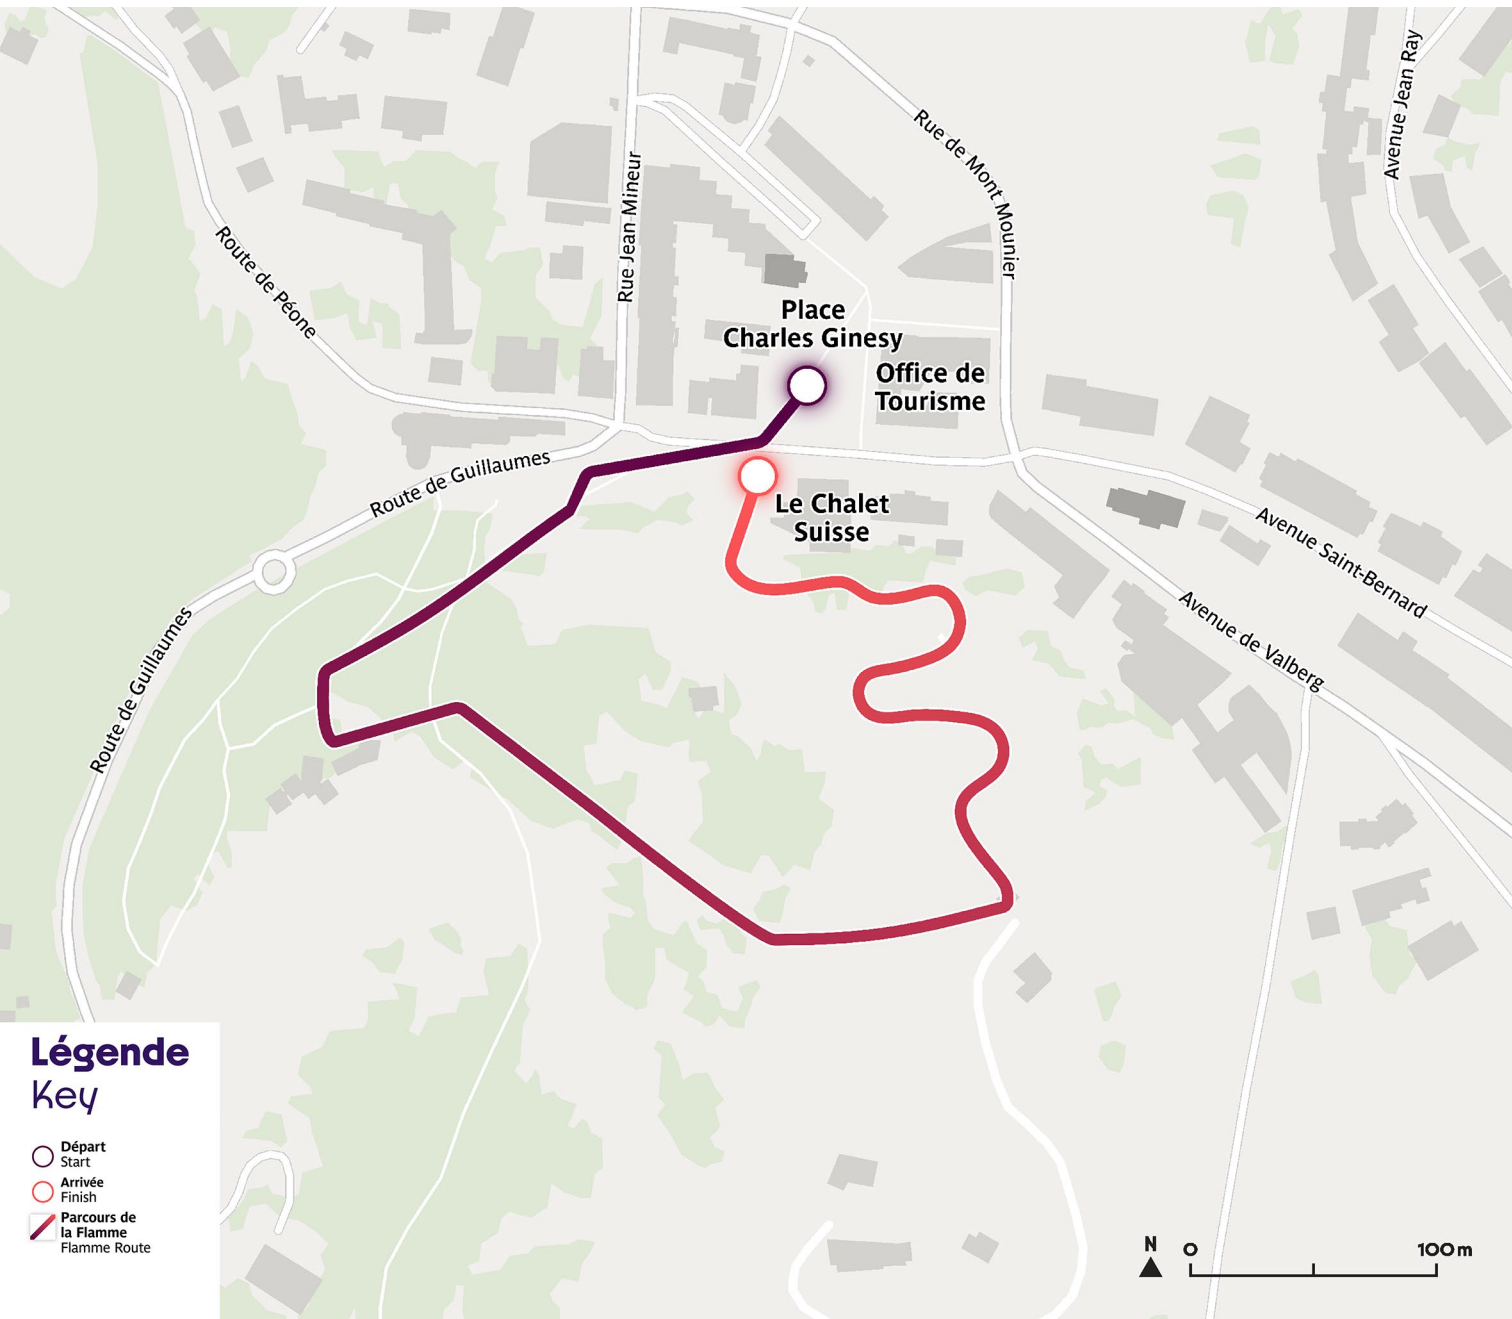 Avenue Jean Ray
Rue de Mont Mounier
Rue Jean Mineur
Route de Péone
Place
Charles Ginesy
Office de
Tourisme
Route de Guillaumes
Le Chalet
Suisse
Avenue Saint-Bernard
Avenue de Valberg
Route de Guillaumes
Légende
Key
Départ
Start
Arrivée
Finish
Parcours de
la Flamme
Flamme Route
N
0
100 m